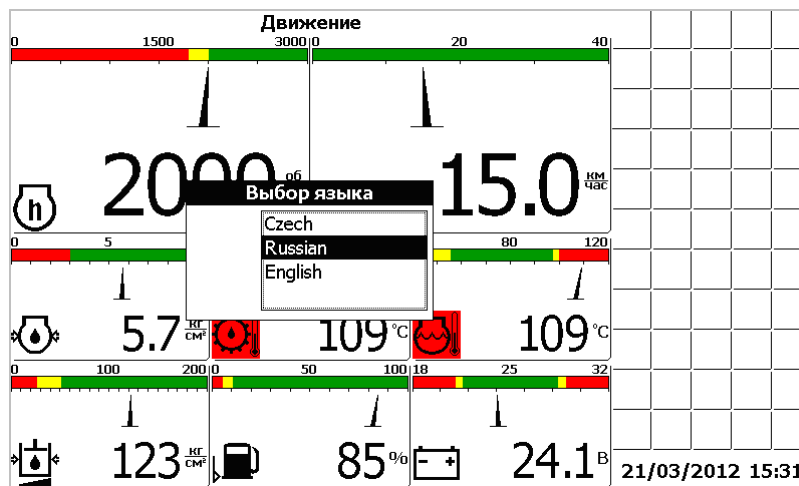 Движение
0 1500 3000
0 20 40
2000 об
15.0 км час
h
Выбор языка
Czech
Russian
English
0 5
80 120
5.7 кг см²
109 °C
109 °C
0 100 200
0 50 100
18 25 32
123 кг см²
85 %
24.1 В
21/03/2012 15:31